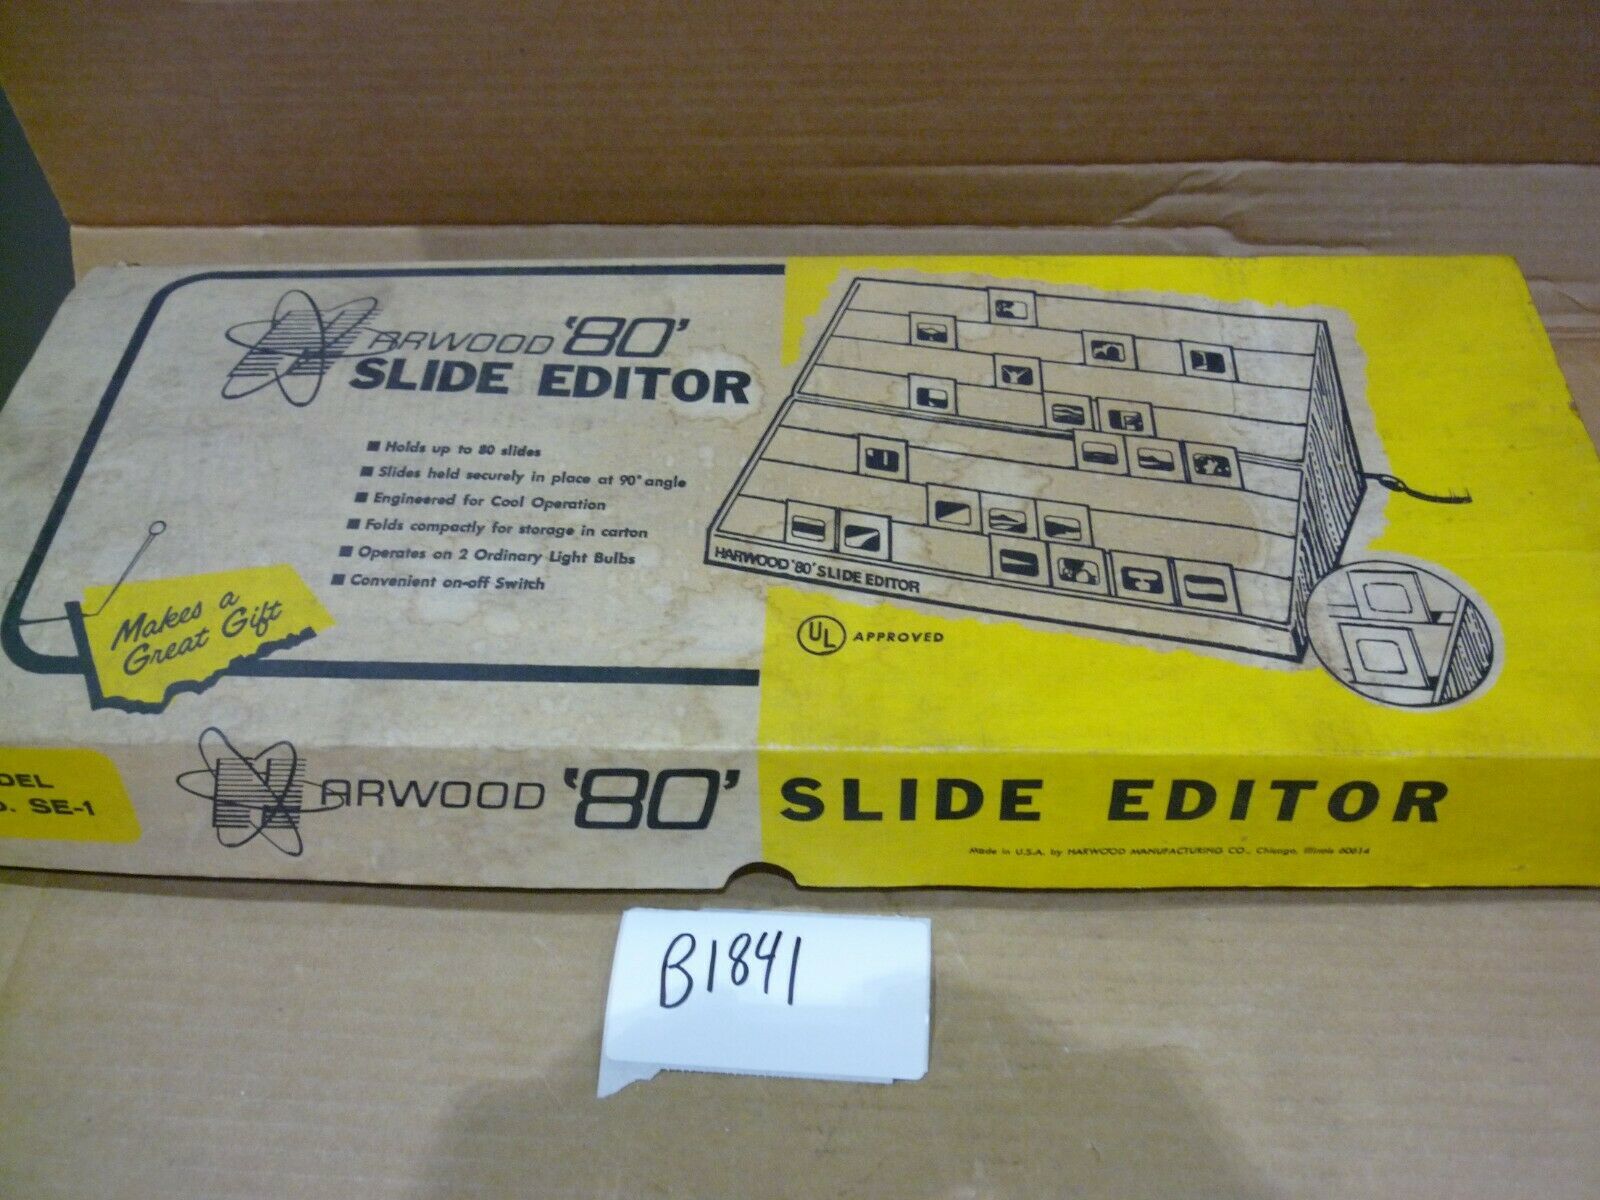 HARWOOD '80'
SLIDE EDITOR
■ Holds up to 80 slides
■ Slides held securely in place at 90° angle
■ Engineered for Cool Operation
■ Folds compactly for storage in carton
■ Operates on 2 Ordinary Light Bulbs
■ Convenient on-off Switch
Makes a
Great Gift
HARWOOD '80' SLIDE EDITOR
UL APPROVED
DEL
O. SE-1
HARWOOD '80' SLIDE EDITOR
Made in U.S.A. by HARWOOD MANUFACTURING CO., Chicago, Illinois 60614
B1841